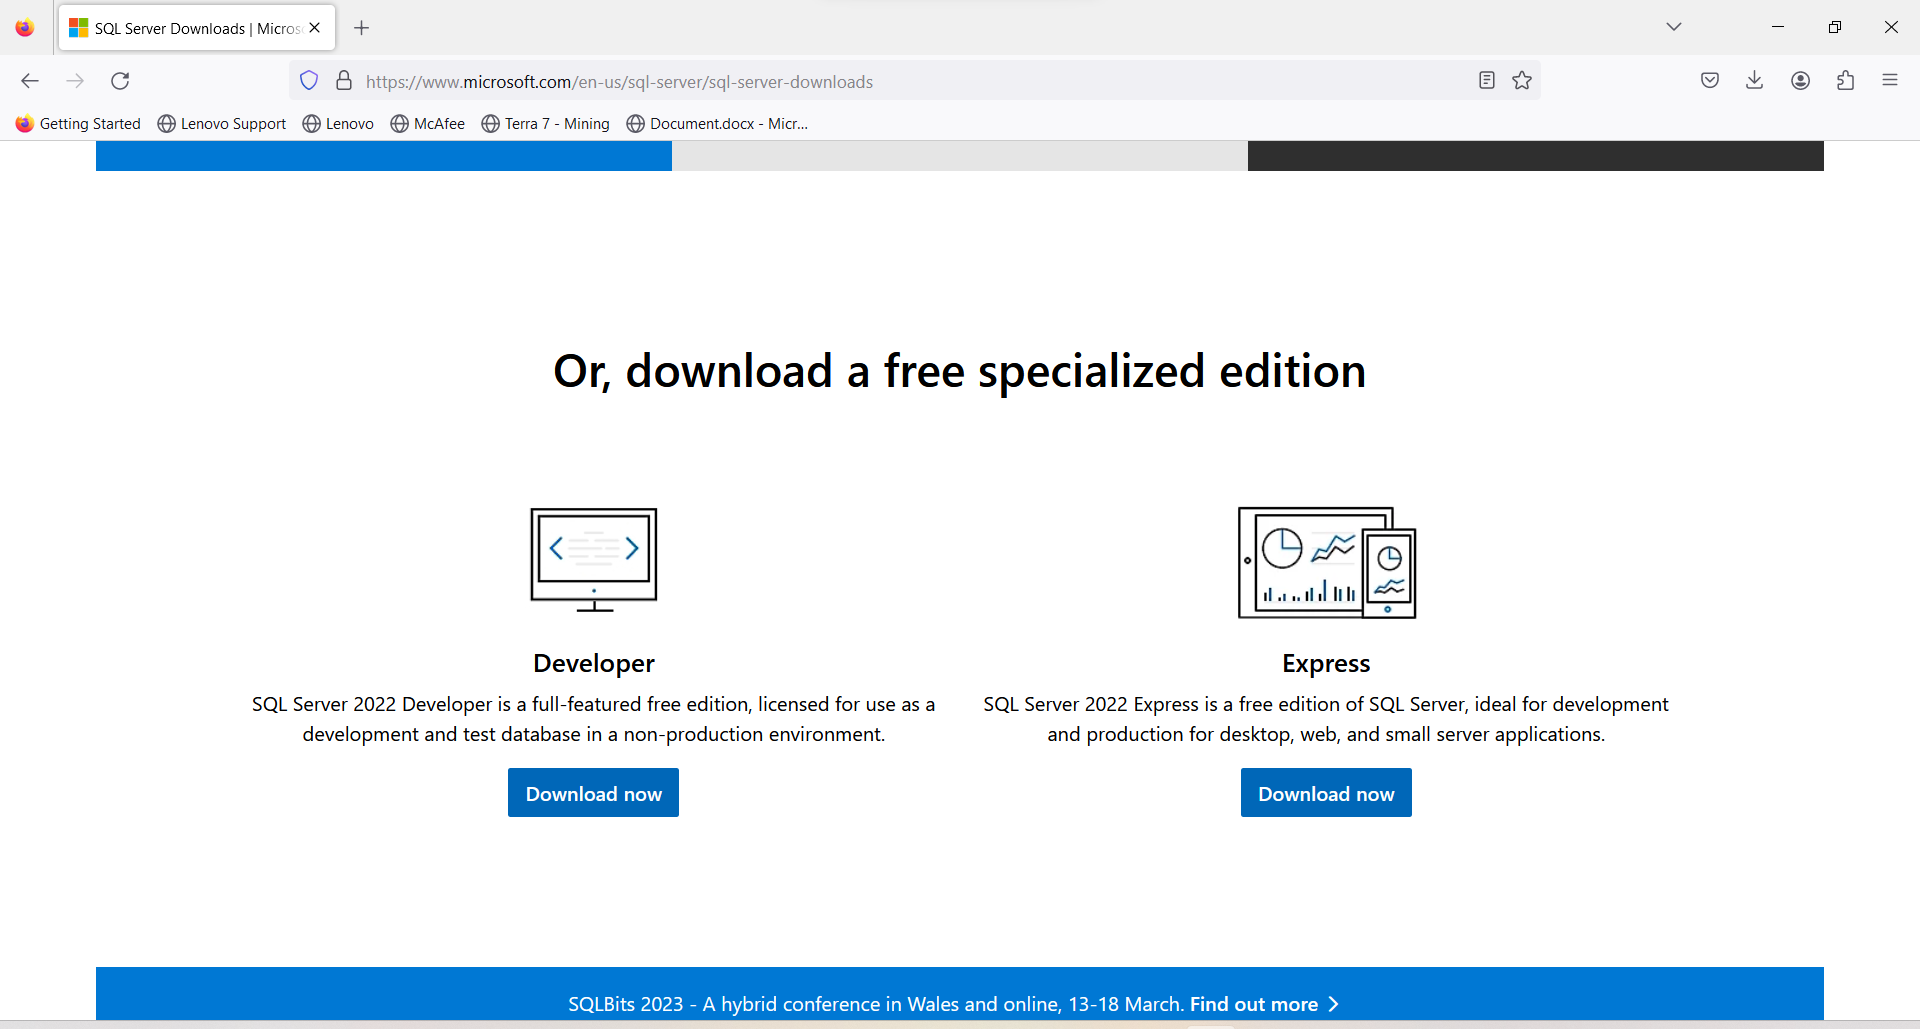 SQL Server Downloads | Micros
https://www.microsoft.com/en-us/sql-server/sql-server-downloads
Getting Started Lenovo Support Lenovo McAfee Terra 7 - Mining Document.docx - Micr...
Or, download a free specialized edition
Developer
SQL Server 2022 Developer is a full-featured free edition, licensed for use as a
development and test database in a non-production environment.
Download now
Express
SQL Server 2022 Express is a free edition of SQL Server, ideal for development
and production for desktop, web, and small server applications.
Download now
SQLBits 2023 - A hybrid conference in Wales and online, 13-18 March. Find out more